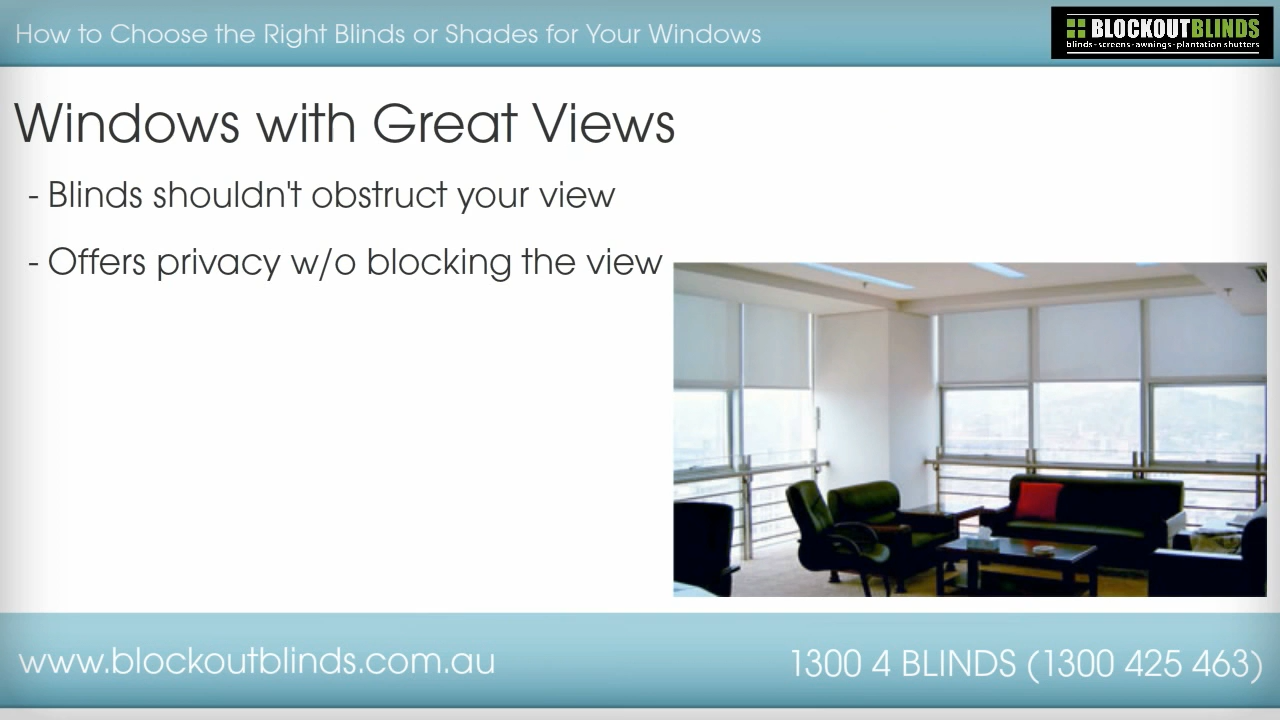 How to Choose the Right Blinds or Shades for Your Windows
BLOCKOUTBLINDS
blinds - screens - awnings - plantation shutters
Windows with Great Views
- Blinds shouldn't obstruct your view
- Offers privacy w/o blocking the view
www.blockoutblinds.com.au
1300 4 BLINDS (1300 425 463)